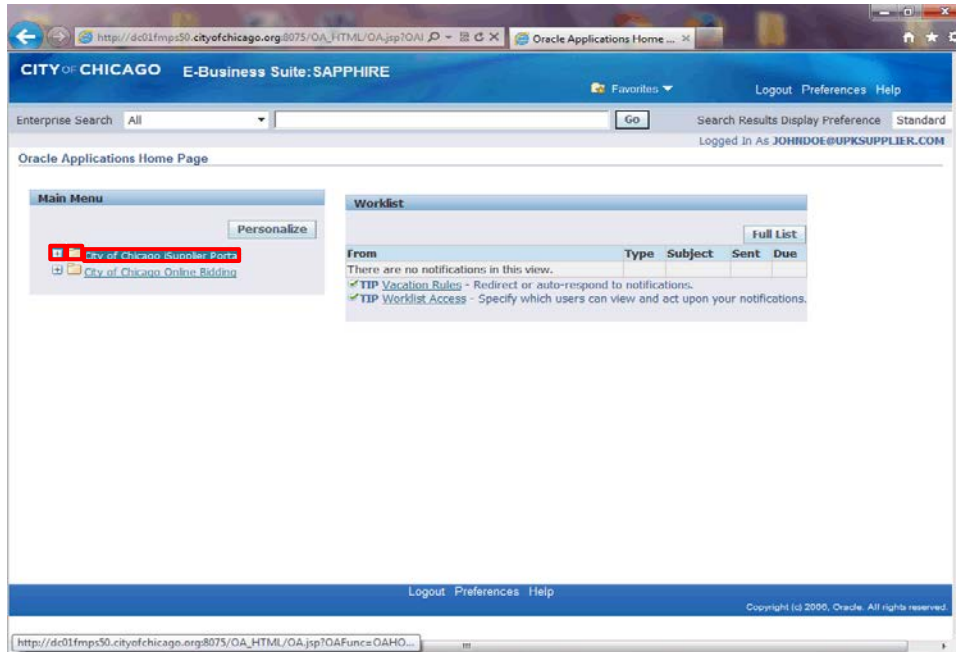 http://dc01fmps50.cityofchicago.org:8075/OA_HTML/OA.jsp?OAI
Oracle Applications Home ...
CITY OF CHICAGO E-Business Suite: SAPPHIRE
Favorites
Logout Preferences Help
Enterprise Search All Go Search Results Display Preference Standard
Logged In As JOHNDOE@UPKSUPPLIER.COM
Oracle Applications Home Page
Main Menu
Personalize
City of Chicago iSupplier Porta
City of Chicago Online Bidding
Worklist
Full List
From Type Subject Sent Due
There are no notifications in this view.
TIP Vacation Rules - Redirect or auto-respond to notifications.
TIP Worklist Access - Specify which users can view and act upon your notifications.
Logout Preferences Help
Copyright (c) 2006, Oracle. All rights reserved.
http://dc01fmps50.cityofchicago.org:8075/OA_HTML/OA.jsp?OAFunc=OAHO...